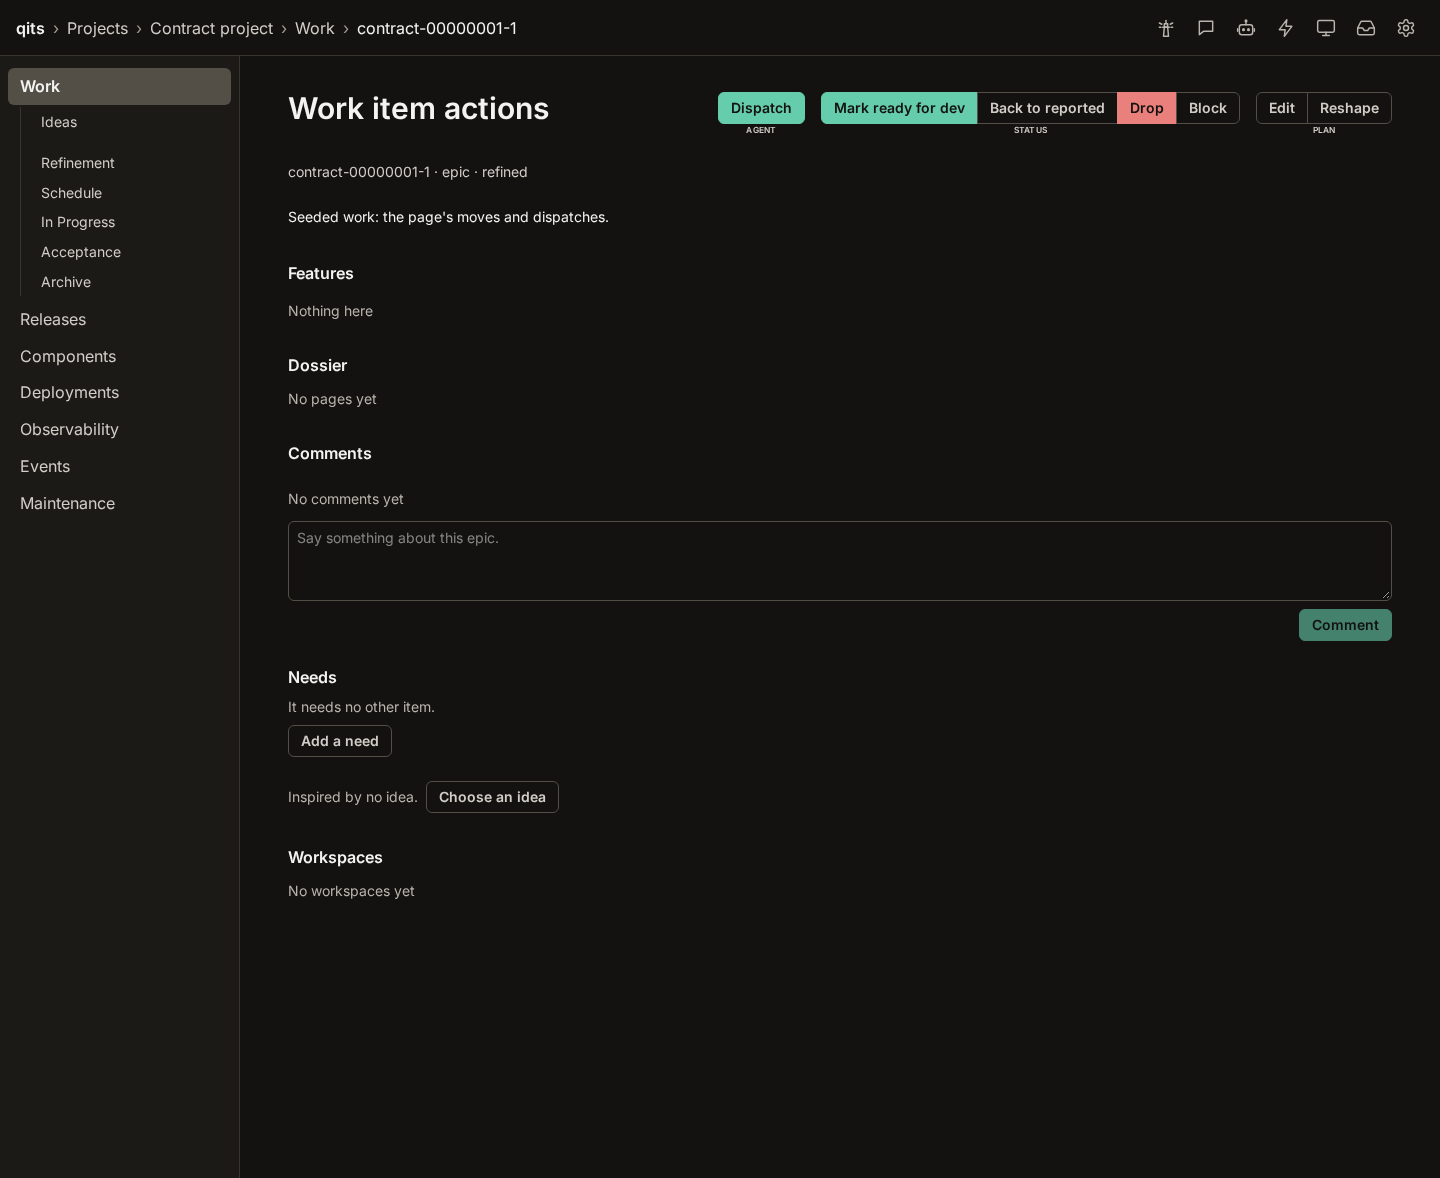 qits › Projects › Contract project › Work › contract-00000001-1
Work
Ideas
Refinement
Schedule
In Progress
Acceptance
Archive
Releases
Components
Deployments
Observability
Events
Maintenance
Work item actions
Dispatch
AGENT
Mark ready for dev
Back to reported
Drop
Block
STATUS
Edit
Reshape
PLAN
contract-00000001-1 · epic · refined
Seeded work: the page's moves and dispatches.
Features
Nothing here
Dossier
No pages yet
Comments
No comments yet
Say something about this epic.
Comment
Needs
It needs no other item.
Add a need
Inspired by no idea. Choose an idea
Workspaces
No workspaces yet